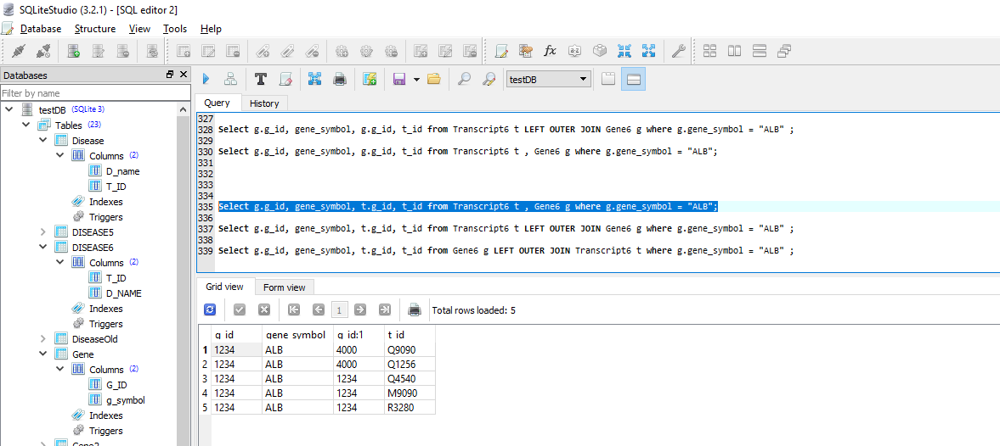 SQLiteStudio (3.2.1) - [SQL editor 2]
Database Structure View Tools Help
Databases
Filter by name
testDB (SQLite 3)
Tables (23)
Disease
Columns (2)
D_name
T_ID
Indexes
Triggers
DISEASE5
DISEASE6
Columns (2)
T_ID
D_NAME
Indexes
Triggers
DiseaseOld
Gene
Columns (2)
G_ID
g_symbol
Indexes
Triggers
Gene2
testDB
Query History
327
328 Select g.g_id, gene_symbol, g.g_id, t_id from Transcript6 t LEFT OUTER JOIN Gene6 g where g.gene_symbol = "ALB" ;
329
330 Select g.g_id, gene_symbol, g.g_id, t_id from Transcript6 t , Gene6 g where g.gene_symbol = "ALB";
331
332
333
334
335 Select g.g_id, gene_symbol, t.g_id, t_id from Transcript6 t , Gene6 g where g.gene_symbol = "ALB";
336
337 Select g.g_id, gene_symbol, t.g_id, t_id from Transcript6 t LEFT OUTER JOIN Gene6 g where g.gene_symbol = "ALB" ;
338
339 Select g.g_id, gene_symbol, t.g_id, t_id from Gene6 g LEFT OUTER JOIN Transcript6 t where g.gene_symbol = "ALB" ;
Grid view Form view
1 Total rows loaded: 5
g_id gene_symbol g_id:1 t_id
1 1234 ALB 4000 Q9090
2 1234 ALB 4000 Q1256
3 1234 ALB 1234 Q4540
4 1234 ALB 1234 M9090
5 1234 ALB 1234 R3280